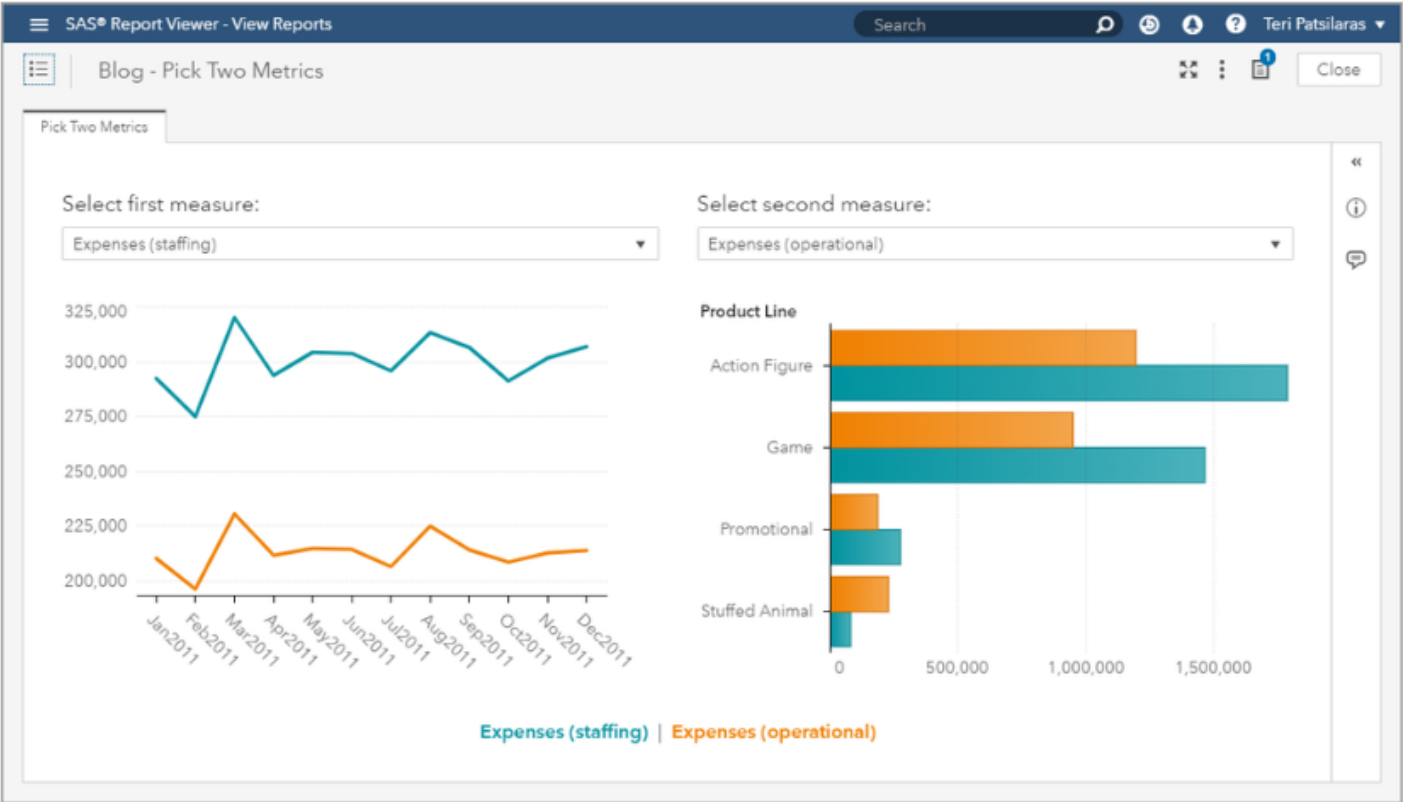 SAS® Report Viewer - View Reports
Search
Teri Patsilaras
Blog - Pick Two Metrics
1
Close
Pick Two Metrics
Select first measure:
Expenses (staffing)
Select second measure:
Expenses (operational)
325,000
300,000
275,000
250,000
225,000
200,000
Jan2011
Feb2011
Mar2011
Apr2011
May2011
Jun2011
Jul2011
Aug2011
Sep2011
Oct2011
Nov2011
Dec2011
Product Line
Action Figure
Game
Promotional
Stuffed Animal
0 500,000 1,000,000 1,500,000
Expenses (staffing) | Expenses (operational)